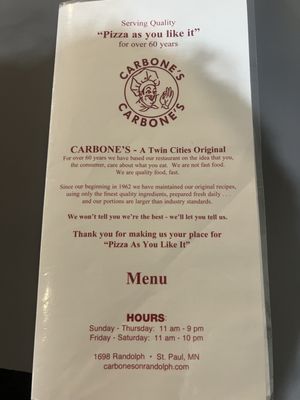 Serving Quality
"Pizza as you like it"
for over 60 years
CARBONE'S
CARBONE'S
CARBONE'S - A Twin Cities Original
For over 60 years we have based our restaurant on the idea that you,
the consumer, care about what you eat. We are not fast food.
We are quality food, fast.
Since our beginning in 1962 we have maintained our original recipes,
using only the finest quality ingredients, prepared fresh daily . . .
and our portions are larger than industry standards.
We won't tell you we're the best - we'll let you tell us.
Thank you for making us your place for
"Pizza As You Like It"
Menu
HOURS:
Sunday - Thursday: 11 am - 9 pm
Friday - Saturday: 11 am - 10 pm
1698 Randolph • St. Paul, MN
carbonesonrandolph.com